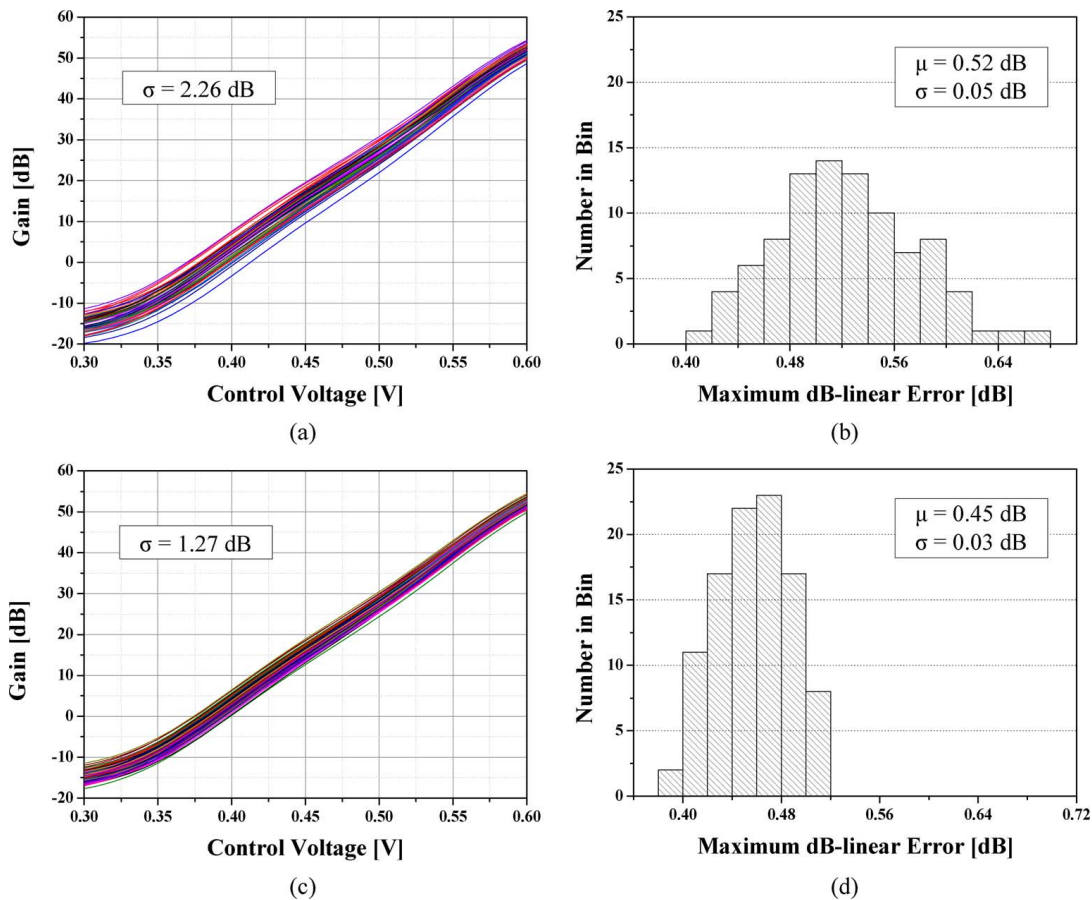 60
50
40
30
20
10
0
-10
-20
Gain [dB]
σ = 2.26 dB
0.30 0.35 0.40 0.45 0.50 0.55 0.60
Control Voltage [V]
(a)
25
20
15
10
5
0
Number in Bin
μ = 0.52 dB
σ = 0.05 dB
0.40 0.48 0.56 0.64
Maximum dB-linear Error [dB]
(b)
60
50
40
30
20
10
0
-10
-20
Gain [dB]
σ = 1.27 dB
0.30 0.35 0.40 0.45 0.50 0.55 0.60
Control Voltage [V]
(c)
25
20
15
10
5
0
Number in Bin
μ = 0.45 dB
σ = 0.03 dB
0.40 0.48 0.56 0.64 0.72
Maximum dB-linear Error [dB]
(d)